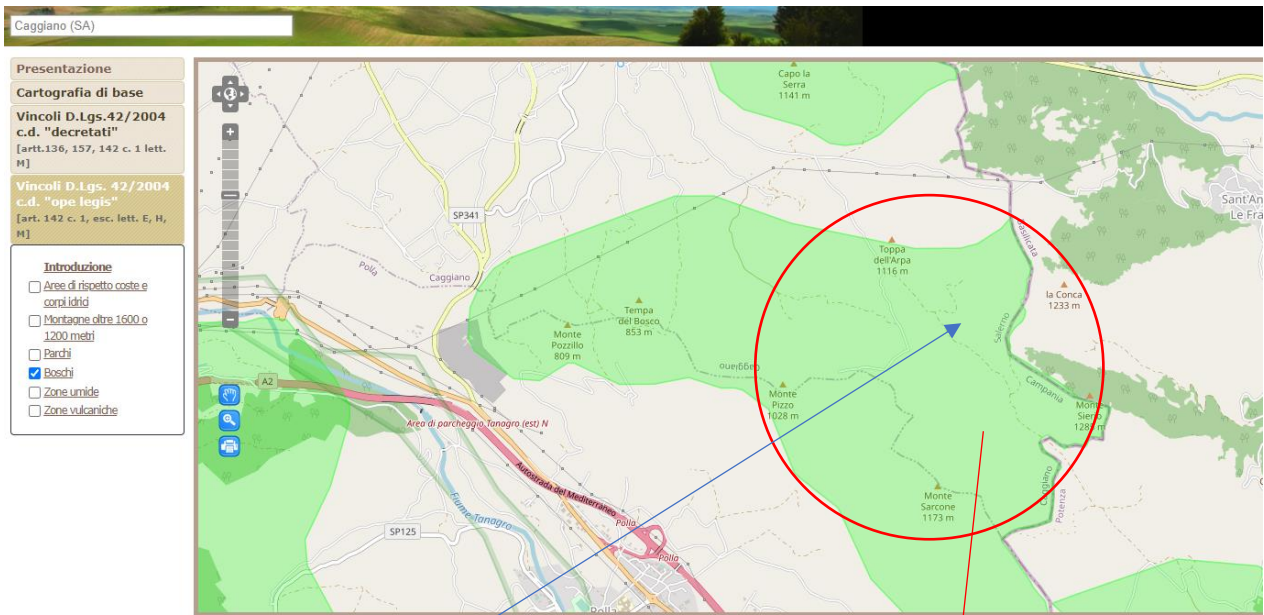 Caggiano (SA)
Presentazione
Cartografia di base
Vincoli D.Lgs.42/2004
c.d. "decretati"
[artt.136, 157, 142 c. 1 lett.
M]
Vincoli D.Lgs. 42/2004
c.d. "ope legis"
[art. 142 c. 1, esc. lett. E, H,
M]
Introduzione
Aree di rispetto coste e
corpi idrici
Montagne oltre 1600 o
1200 metri
Parchi
Boschi
Zone umide
Zone vulcaniche
Capo la
Serra
1141 m
Sant'An
Le Fra
SP341
Basilicata
Polla
Caggiano
Toppa
dell'Arpa
1116 m
la Conca
1233 m
Tempa
del Bosco
853 m
Monte
Pozzillo
809 m
Salerno
Caggiano
Campania
Monte
Pizzo
1028 m
Monte
Sierio
A2
Area di parcheggio Tanagro (est) N
Autostrada del Mediterraneo
Fiume Tanagro
Monte
Sarcone
1173 m
Caggiano
Potenza
SP125
Polla
Polla
Polla